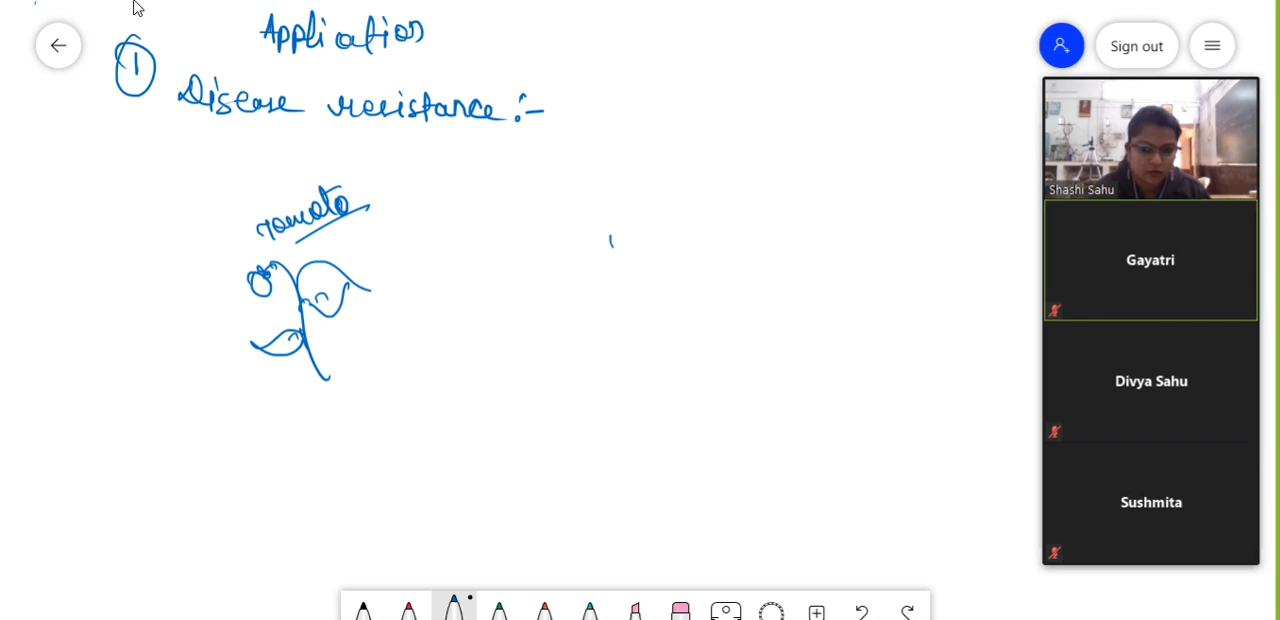 Application
① Disease resistance :-
Tomato
Sign out
Shashi Sahu
Gayatri
Divya Sahu
Sushmita